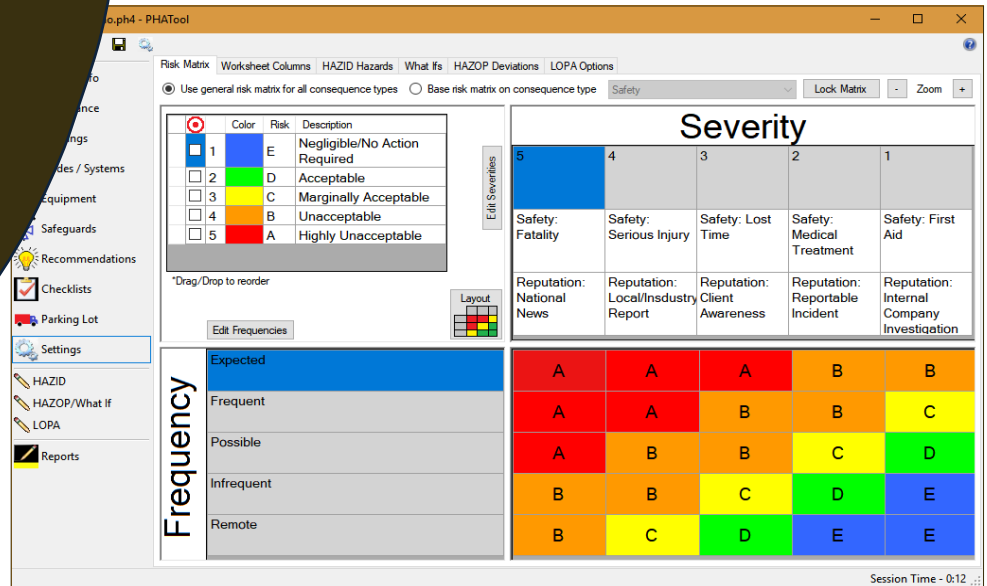 o.ph4 - PHATool
Risk Matrix Worksheet Columns HAZID Hazards What Ifs HAZOP Deviations LOPA Options
Use general risk matrix for all consequence types Base risk matrix on consequence type Safety Lock Matrix - Zoom +
Color Risk Description
1 E Negligible/No Action
Required
2 D Acceptable
3 C Marginally Acceptable
4 B Unacceptable
5 A Highly Unacceptable
*Drag/Drop to reorder
Edit Frequencies
Layout
Edit Severities
Severity
5 4 3 2 1
Safety: Safety: Safety: Lost Safety: Safety: First
Fatality Serious Injury Time Medical Aid
Treatment
Reputation: Reputation: Reputation: Reputation: Reputation:
National Local/Insdustry Client Reportable Internal
News Report Awareness Incident Company
Investigation
Frequency
Expected
Frequent
Possible
Infrequent
Remote
A A A B B
A A B B C
A B B C D
B B C D E
B C D E E
fo
nce
ngs
des / Systems
Equipment
Safeguards
Recommendations
Checklists
Parking Lot
Settings
HAZID
HAZOP/What If
LOPA
Reports
Session Time - 0:12